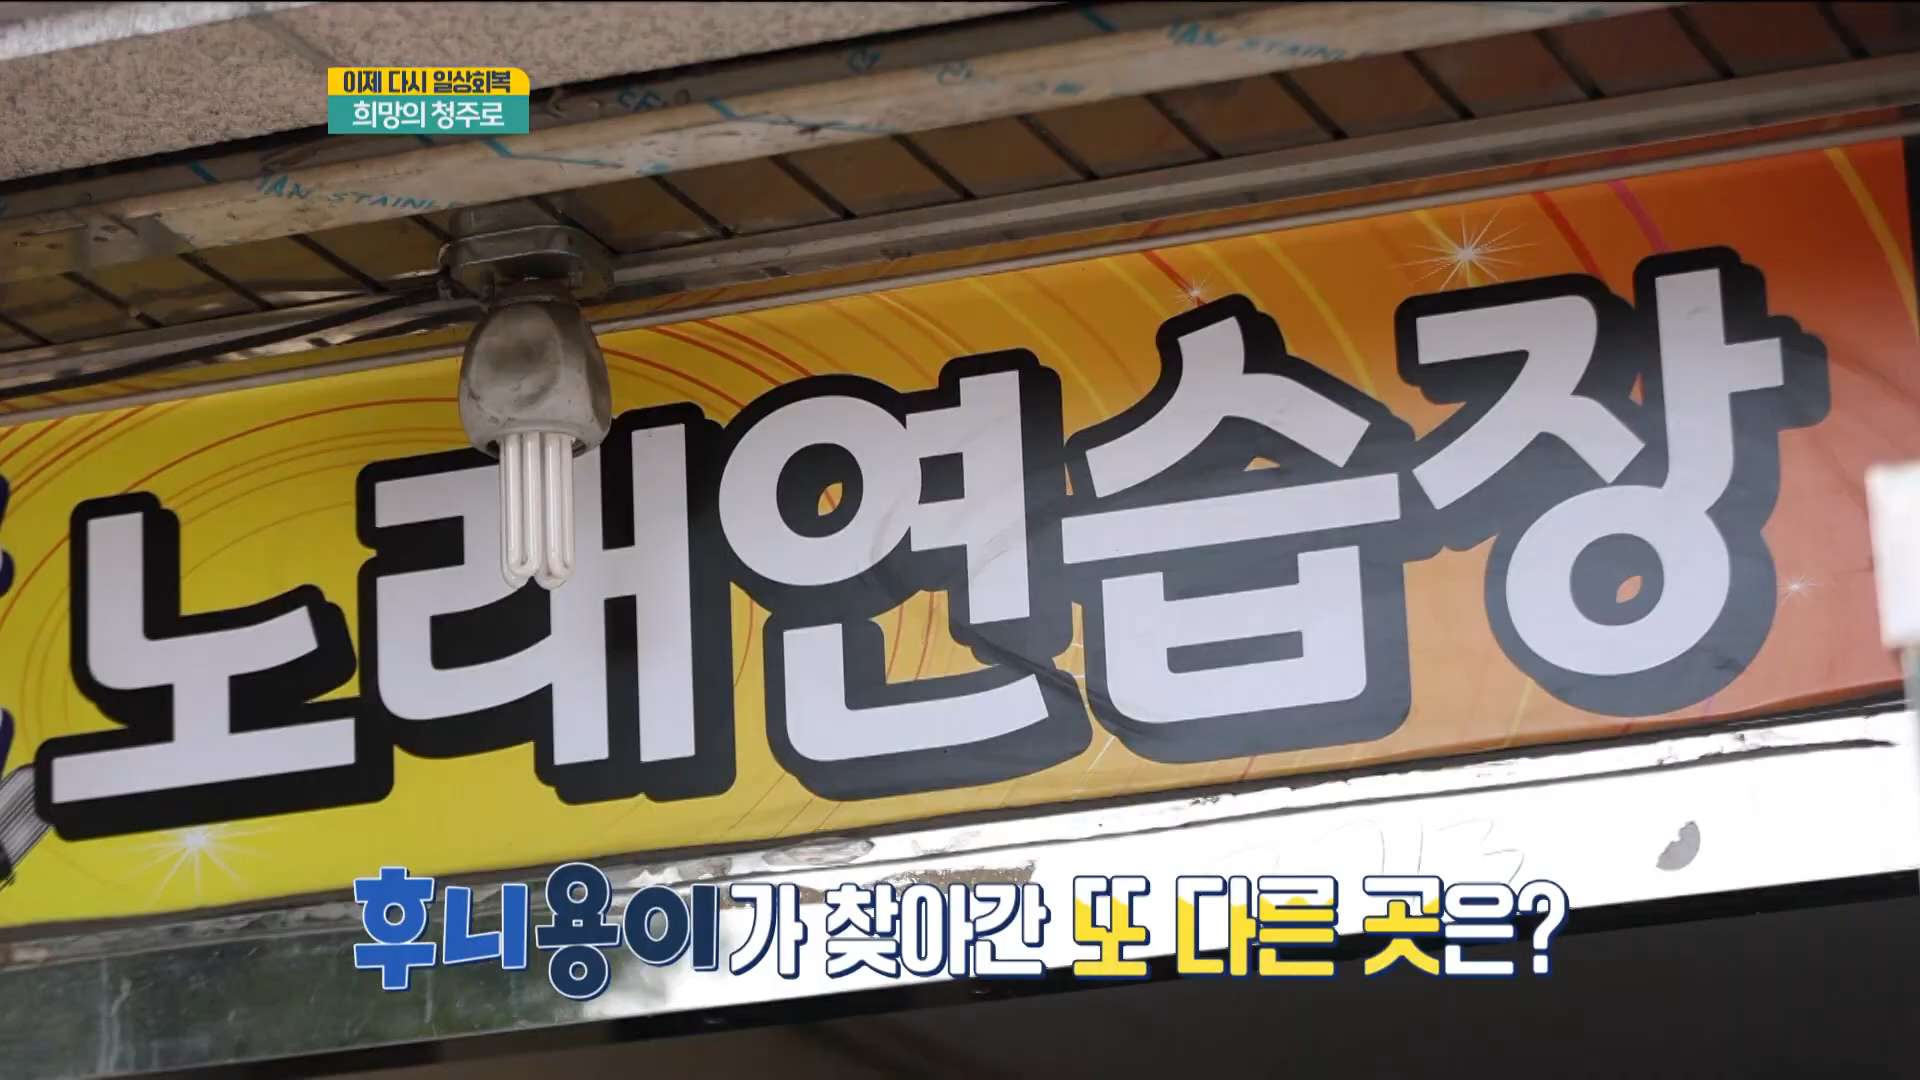 이제 다시 일상회복
희망의 청주로
노래연습장
후니용이가 찾아간 또 다른 곳은?